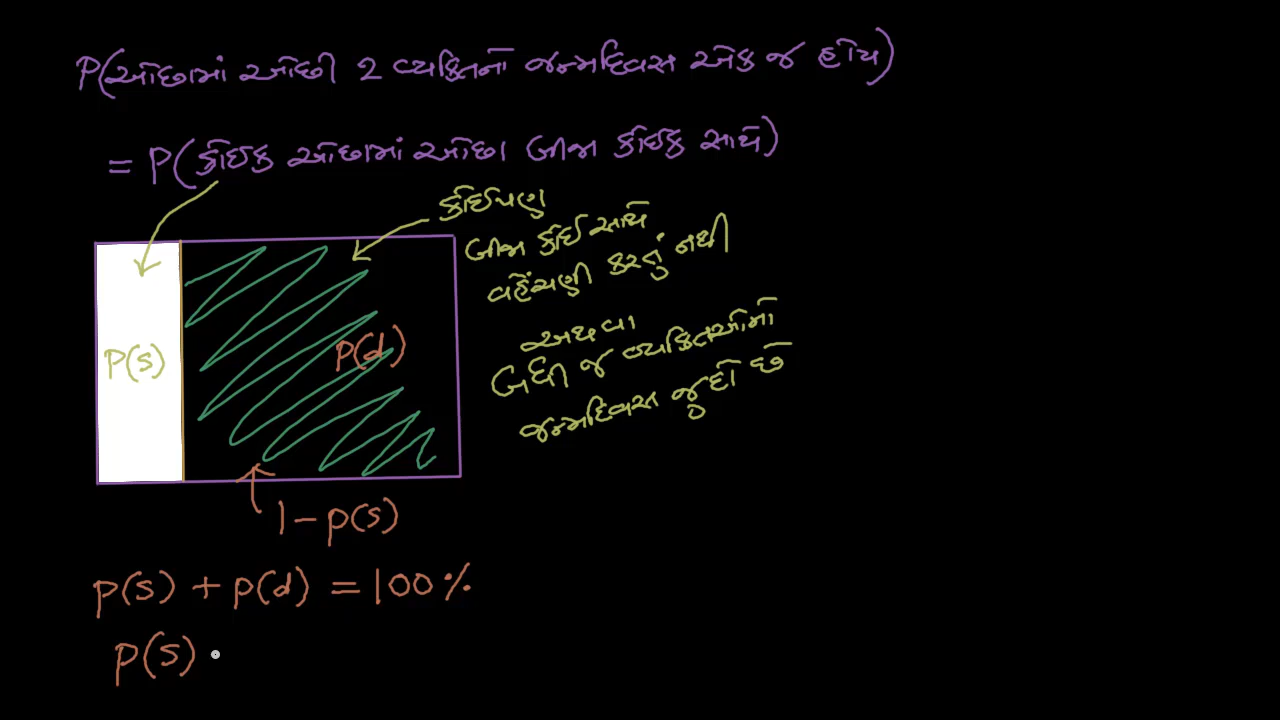 P(ઓછામાં ઓછી 2 વ્યક્તિનો જન્મદિવસ એક જ હોય)
= P(કોઈક ઓછામાં ઓછા બીજા કોઈક સાથે)
કોઈપણ
બીજા કોઈ સાથે
વહેંચણી કરતું નથી
અથવા
બધી જ વ્યક્તિઓનો
જન્મદિવસ જુદો છે
P(s)
P(d)
1 - P(s)
P(s) + P(d) = 100%
P(s)